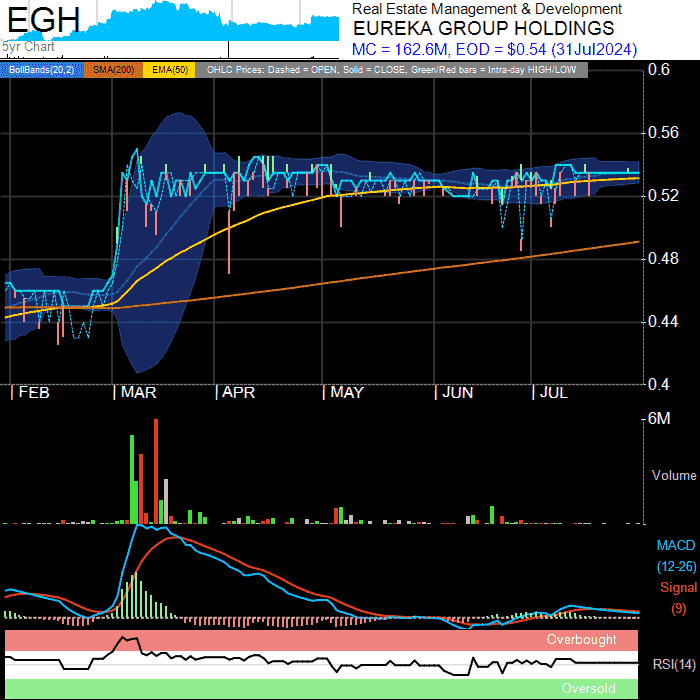 EGH
5yr Chart
Real Estate Management & Development
EUREKA GROUP HOLDINGS
MC = 162.6M, EOD = $0.54 (31Jul2024)
BollBands(20,2) SMA(200) EMA(50) OHLC Prices: Dashed = OPEN, Solid = CLOSE, Green/Red bars = Intra-day HIGH/LOW
0.6
0.56
0.52
0.48
0.44
0.4
FEB MAR APR MAY JUN JUL
6M
Volume
MACD
(12-26)
Signal
(9)
Overbought
RSI(14)
Oversold